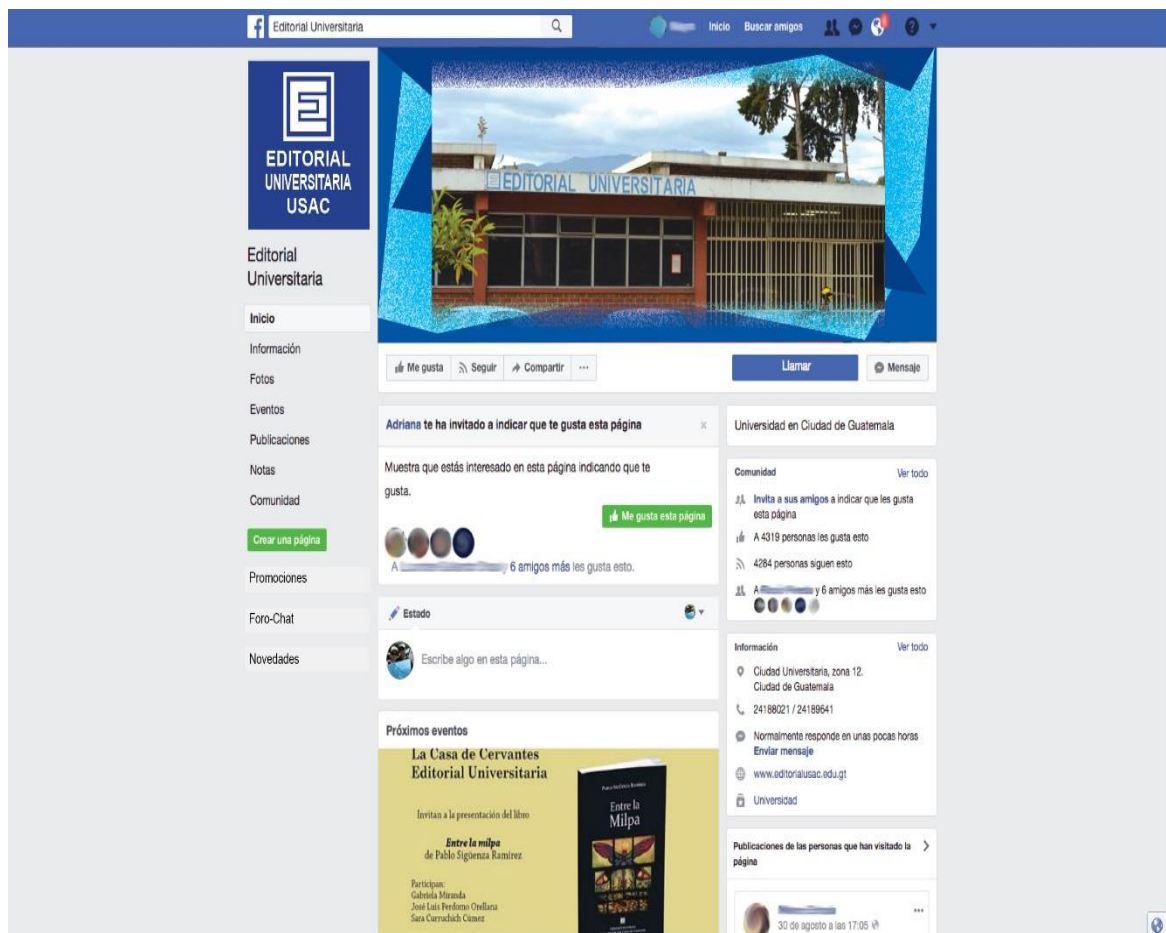 Editorial Universitaria
Inicio
Buscar amigos
EDITORIAL
UNIVERSITARIA
USAC
EDITORIAL UNIVERSITARIA
Editorial
Universitaria
Inicio
Información
Fotos
Eventos
Publicaciones
Notas
Comunidad
Crear una página
Promociones
Foro-Chat
Novedades
Me gusta
Seguir
Compartir
...
Llamar
Mensaje
Adriana te ha invitado a indicar que te gusta esta página
Muestra que estás interesado en esta página indicando que te
gusta.
Me gusta esta página
A
y 6 amigos más les gusta esto.
Estado
Escribe algo en esta página...
Próximos eventos
La Casa de Cervantes
Editorial Universitaria
Invitan a la presentación del libro
Entre la milpa
de Pablo Sigüenza Ramírez
Participan:
Gabriela Miranda
José Luis Perdomo Orellana
Sara Curruchich Cúmez
Entre la
Milpa
Universidad en Ciudad de Guatemala
Comunidad
Ver todo
Invita a sus amigos a indicar que les gusta
esta página
A 4319 personas les gusta esto
4284 personas siguen esto
A y 6 amigos más les gusta esto
Información
Ver todo
Ciudad Universitaria, zona 12.
Ciudad de Guatemala
24188021 / 24189641
Normalmente responde en unas pocas horas
Enviar mensaje
www.editorialusac.edu.gt
Universidad
Publicaciones de las personas que han visitado la
página
30 de agosto a las 17:05